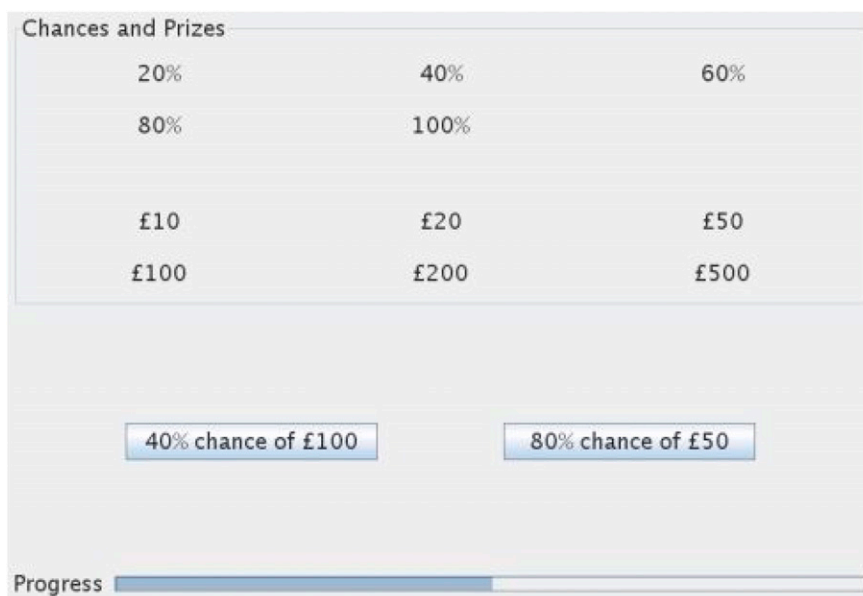 Chances and Prizes
20% 40% 60%
80% 100%
£10 £20 £50
£100 £200 £500
40% chance of £100 80% chance of £50
Progress